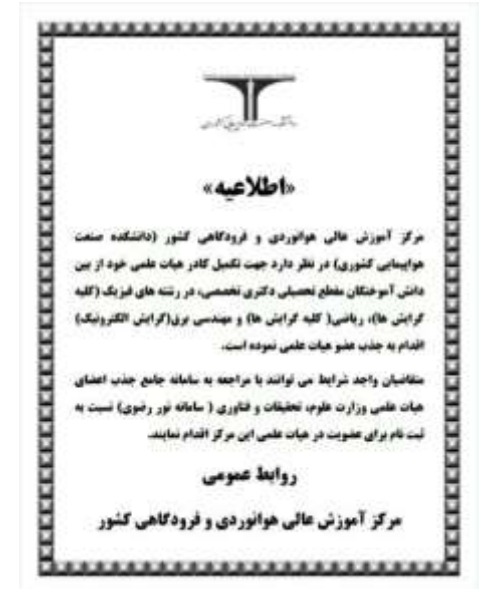 «اطلاعیه»
مرکز آموزش عالی هوانوردی و فرودگاهی کشور (دانشکده صنعت
هواپیمایی کشوری) در نظر دارد جهت تکمیل کادر هیات علمی خود از بین
دانش آموختگان مقطع تحصیلی دکتری تخصصی، در رشته های فیزیک (کلیه
گرایش ها)، ریاضی( کلیه گرایش ها) و مهندسی برق(گرایش الکترونیک)
اقدام به جذب عضو هیات علمی نموده است.
متقاضیان واجد شرایط می توانند با مراجعه به سامانه جامع جذب اعضای
هیات علمی وزارت علوم، تحقیقات و فناوری ( سامانه نور رضوی) نسبت به
ثبت نام برای عضویت در هیات علمی این مرکز اقدام نمایند.
روابط عمومی
مرکز آموزش عالی هوانوردی و فرودگاهی کشور